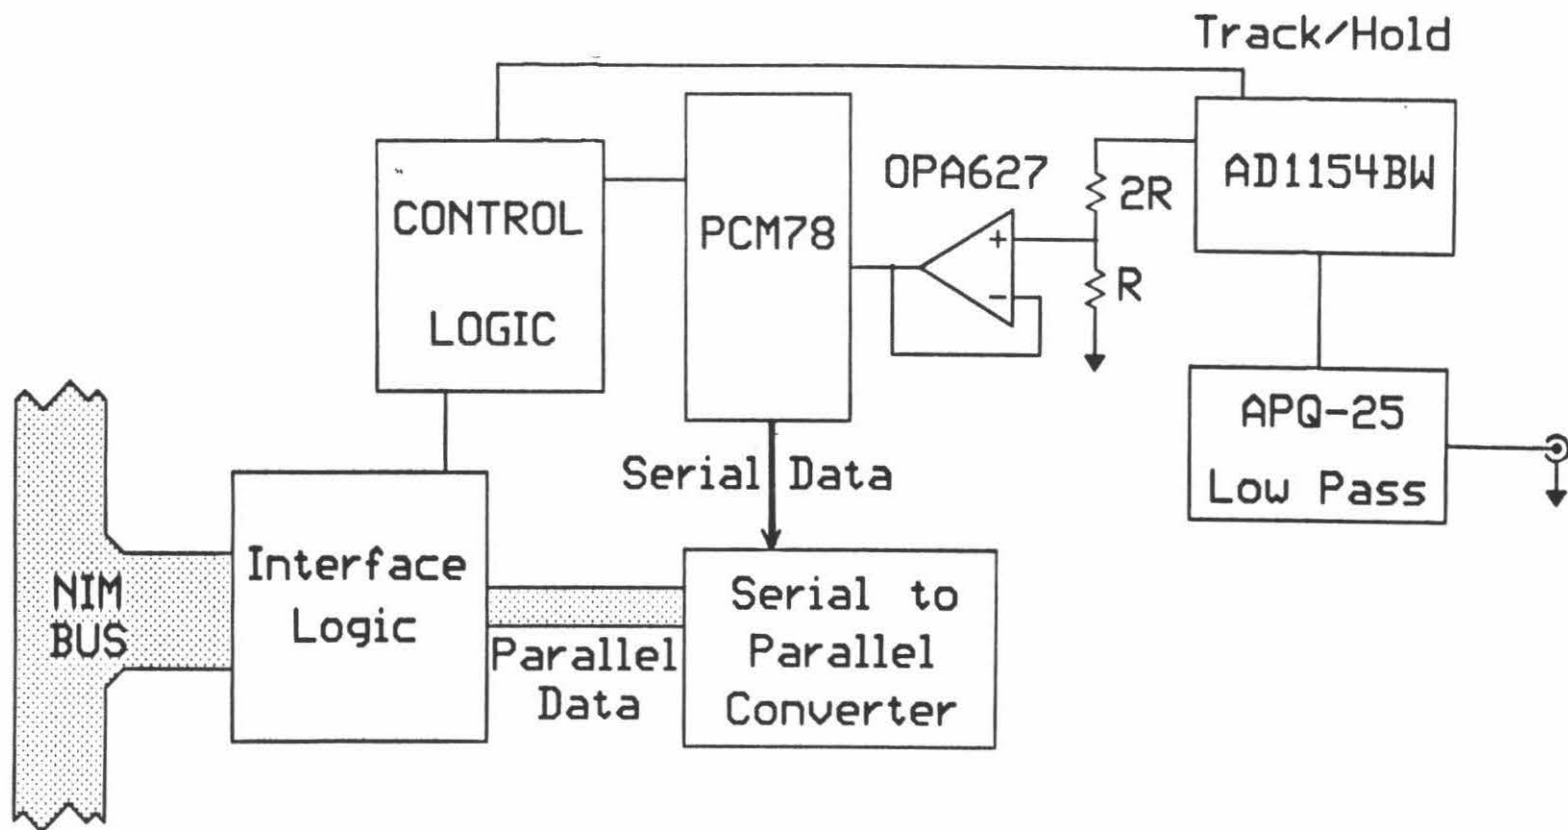 Track/Hold
CONTROL
LOGIC
PCM78
OPA627
+
-
2R
R
AD1154BW
APQ-25
Low Pass
Serial Data
NIM
BUS
Interface
Logic
Parallel
Data
Serial to
Parallel
Converter